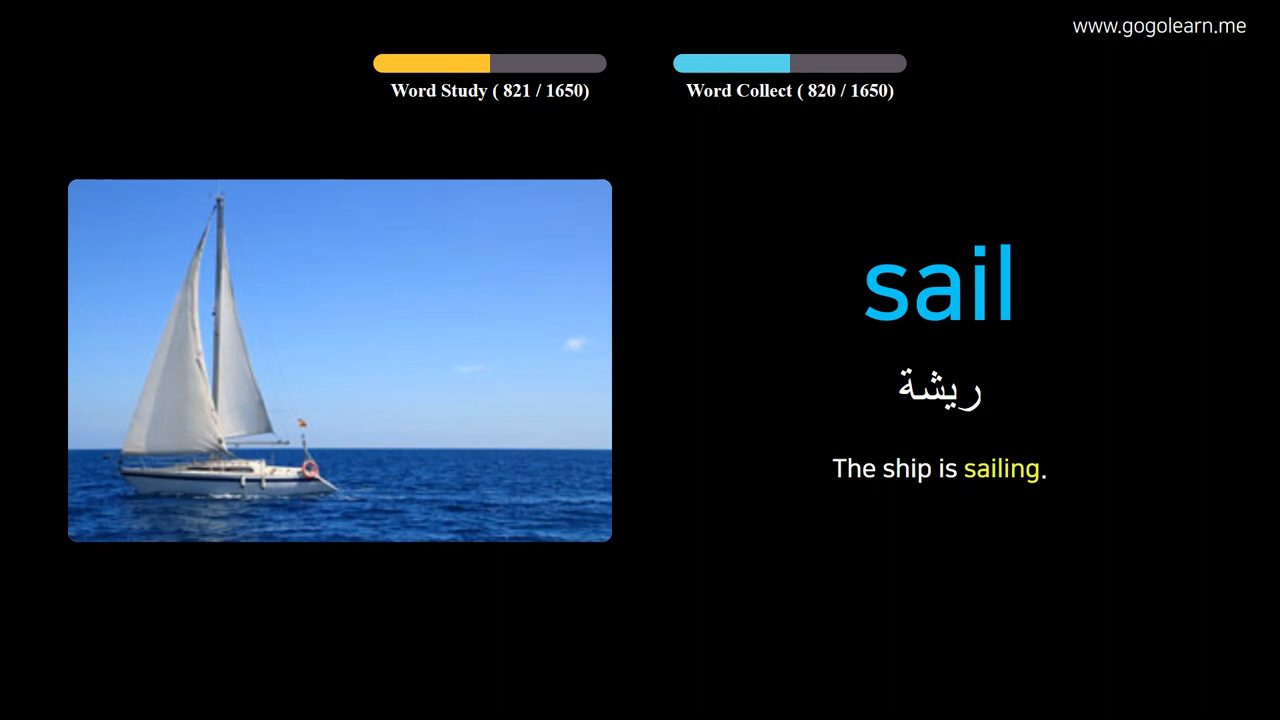 www.gogolearn.me
Word Study ( 821 / 1650)
Word Collect ( 820 / 1650)
sail
ريشة
The ship is sailing.